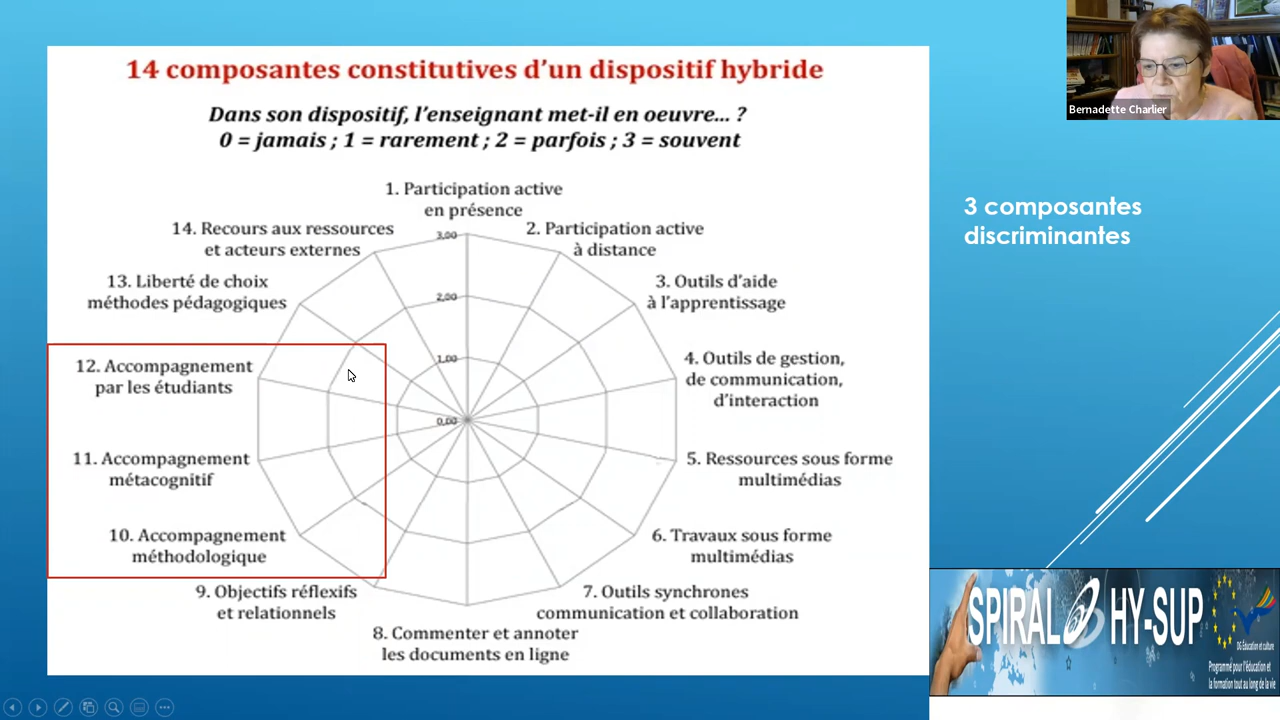 14 composantes constitutives d'un dispositif hybride
Dans son dispositif, l'enseignant met-il en oeuvre... ?
0 = jamais ; 1 = rarement ; 2 = parfois ; 3 = souvent
1. Participation active
en présence
2. Participation active
à distance
3. Outils d'aide
à l'apprentissage
4. Outils de gestion,
de communication,
d'interaction
5. Ressources sous forme
multimédias
6. Travaux sous forme
multimédias
7. Outils synchrones
communication et collaboration
8. Commenter et annoter
les documents en ligne
9. Objectifs réflexifs
et relationnels
10. Accompagnement
méthodologique
11. Accompagnement
métacognitif
12. Accompagnement
par les étudiants
13. Liberté de choix
méthodes pédagogiques
14. Recours aux ressources
et acteurs externes
3,00
2,00
1,00
0,00
Bernadette Charlier
3 composantes
discriminantes
SPIRAL HY-SUP
DG Éducation et culture
Programme pour l'éducation et
la formation tout au long de la vie